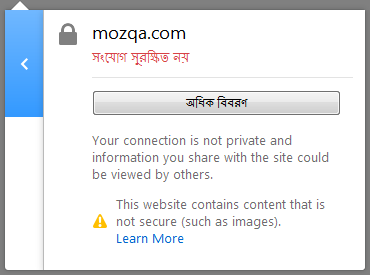 mozqa.com
সংযোগ সুরক্ষিত নয়
অধিক বিবরণ
Your connection is not private and
information you share with the site could
be viewed by others.
This website contains content that is
not secure (such as images).
Learn More